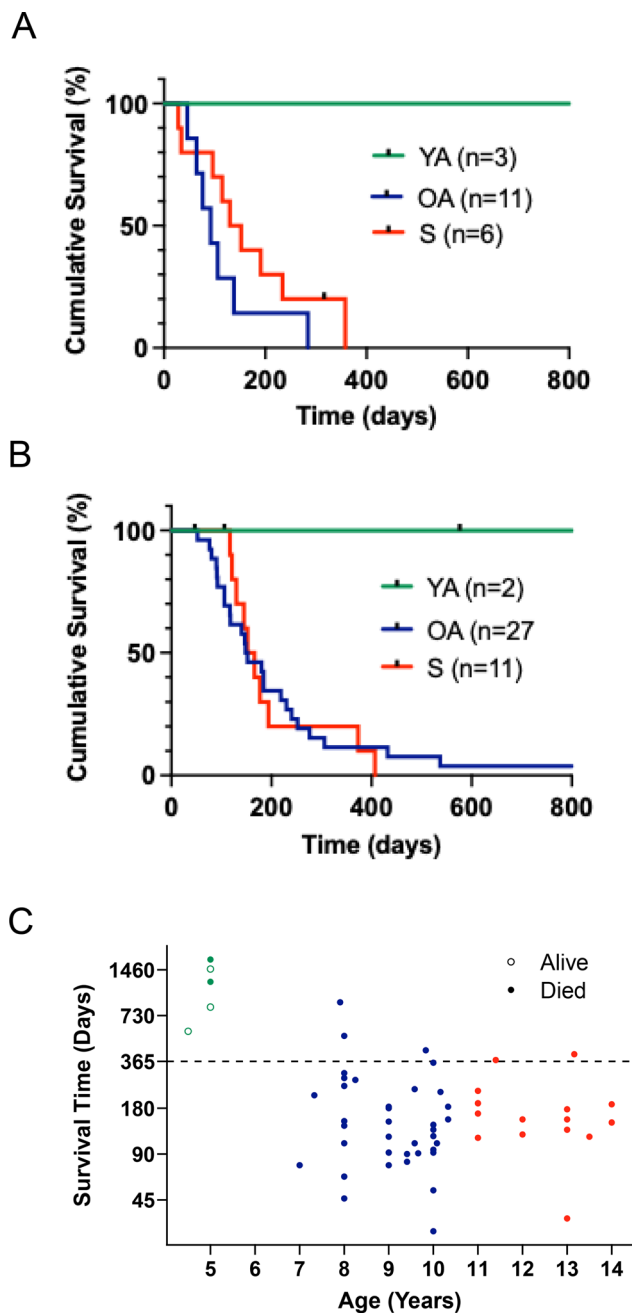 A
Cumulative Survival (%)
100
50
0
YA (n=3)
OA (n=11)
S (n=6)
0 200 400 600 800
Time (days)
B
Cumulative Survival (%)
100
50
0
YA (n=2)
OA (n=27
S (n=11)
0 200 400 600 800
Time (days)
C
Survival Time (Days)
1460
730
365
180
90
45
Alive
Died
5 6 7 8 9 10 11 12 13 14
Age (Years)